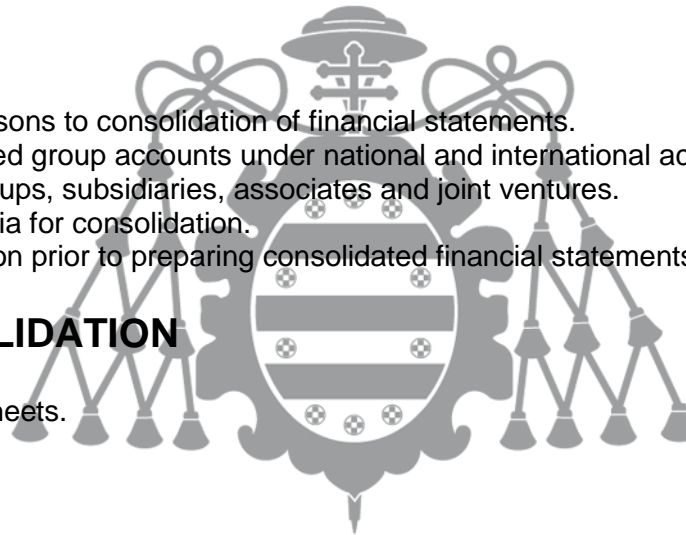 sons to consolidation of financial statements.
ed group accounts under national and international ac
ups, subsidiaries, associates and joint ventures.
ia for consolidation.
on prior to preparing consolidated financial statements
LIDATION
heets.